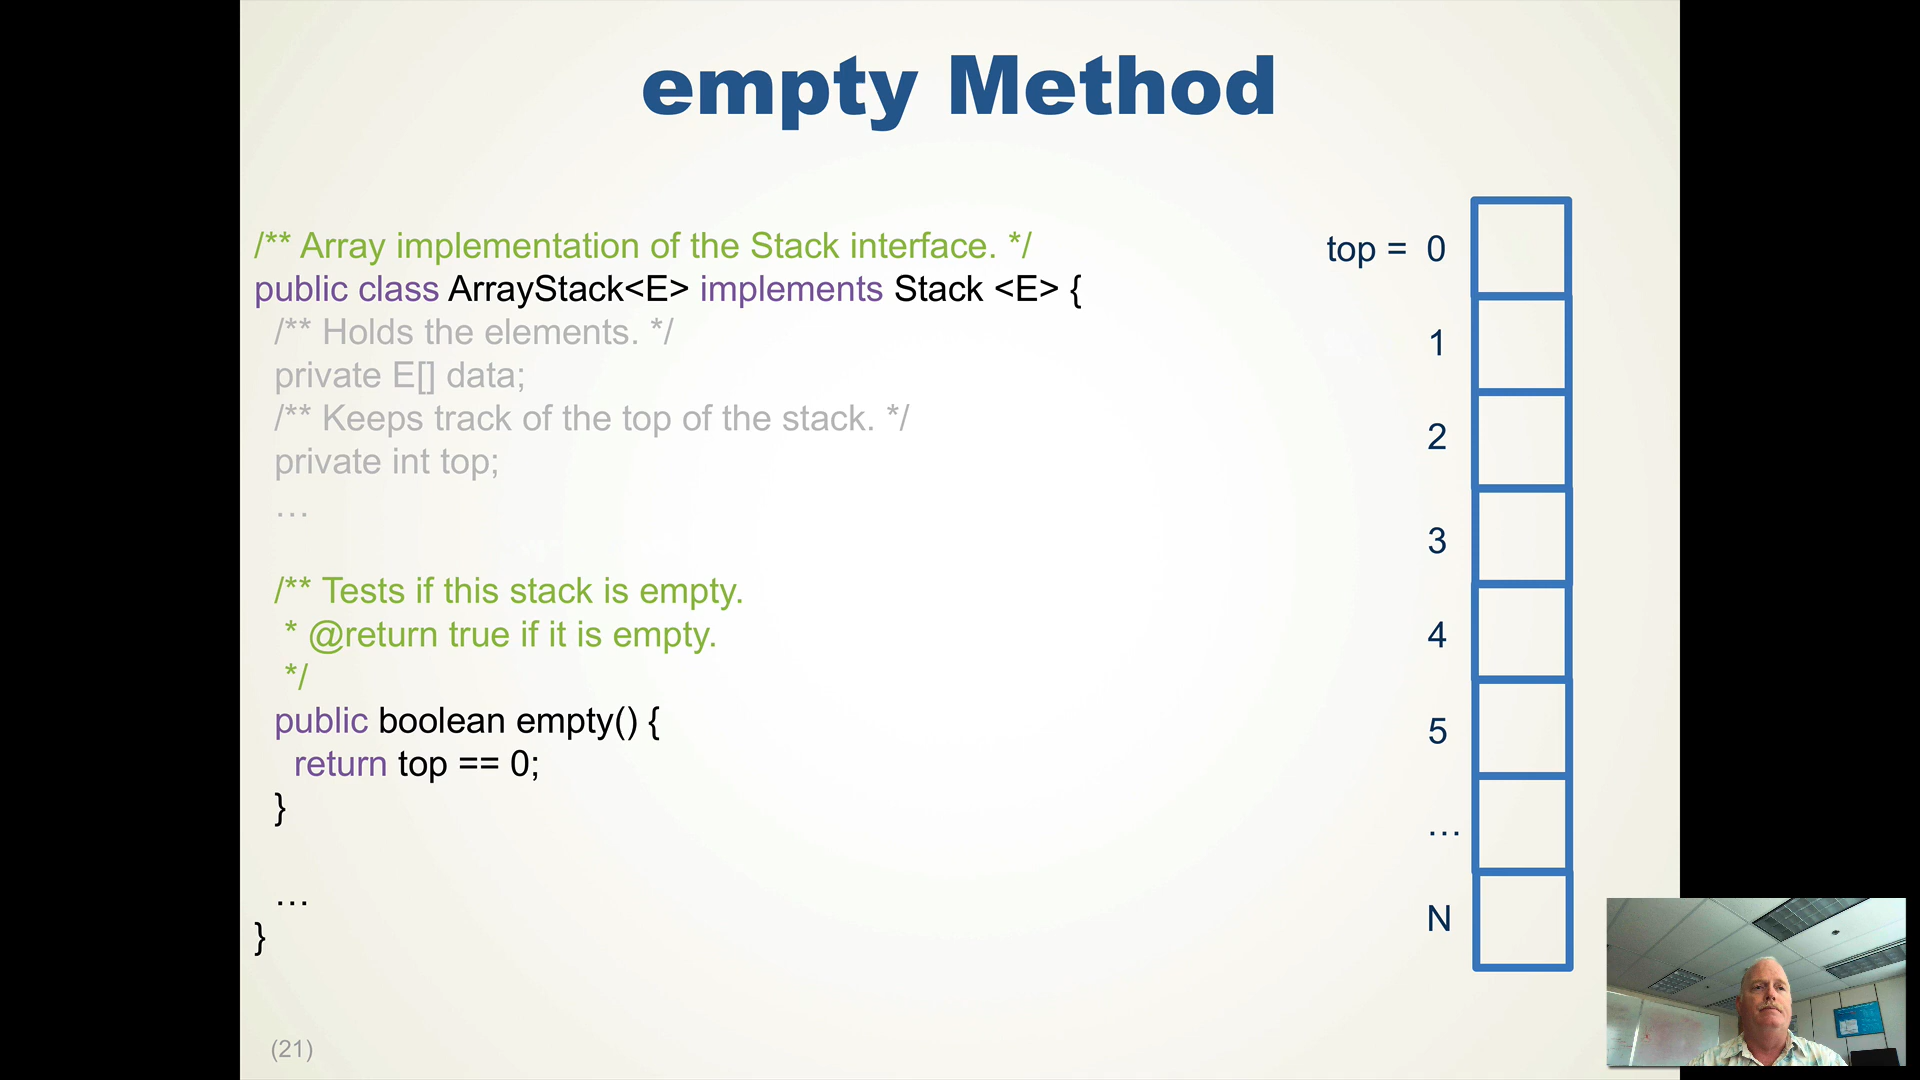 empty Method
/** Array implementation of the Stack interface. */
public class ArrayStack<E> implements Stack <E> {
/** Holds the elements. */
private E[] data;
/** Keeps track of the top of the stack. */
private int top;
…
/** Tests if this stack is empty.
* @return true if it is empty.
*/
public boolean empty() {
return top == 0;
}
…
}
top = 0
1
2
3
4
5
…
N
(21)